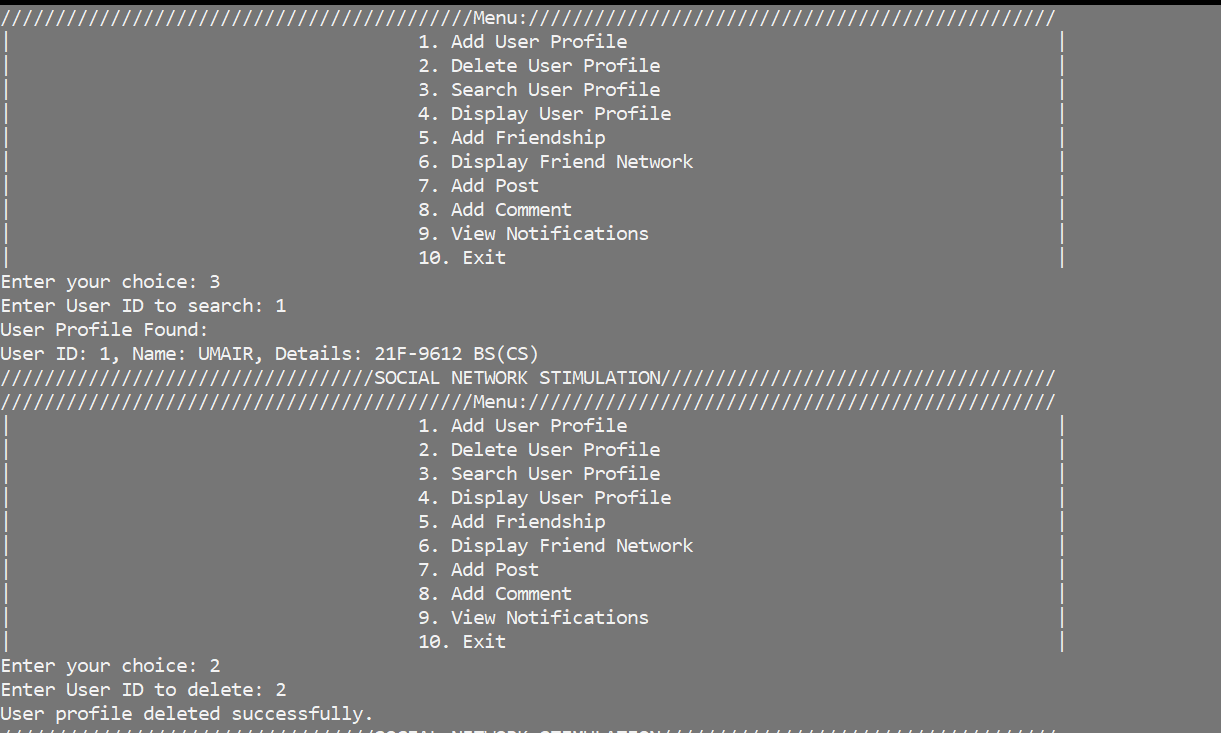 ///////////////////////////////////////////Menu:////////////////////////////////////////////////
| 1. Add User Profile |
| 2. Delete User Profile |
| 3. Search User Profile |
| 4. Display User Profile |
| 5. Add Friendship |
| 6. Display Friend Network |
| 7. Add Post |
| 8. Add Comment |
| 9. View Notifications |
| 10. Exit |
Enter your choice: 3
Enter User ID to search: 1
User Profile Found:
User ID: 1, Name: UMAIR, Details: 21F-9612 BS(CS)
//////////////////////////////////SOCIAL NETWORK STIMULATION////////////////////////////////////
///////////////////////////////////////////Menu:////////////////////////////////////////////////
| 1. Add User Profile |
| 2. Delete User Profile |
| 3. Search User Profile |
| 4. Display User Profile |
| 5. Add Friendship |
| 6. Display Friend Network |
| 7. Add Post |
| 8. Add Comment |
| 9. View Notifications |
| 10. Exit |
Enter your choice: 2
Enter User ID to delete: 2
User profile deleted successfully.
//////////////////////////////////SOCIAL NETWORK STIMULATION////////////////////////////////////